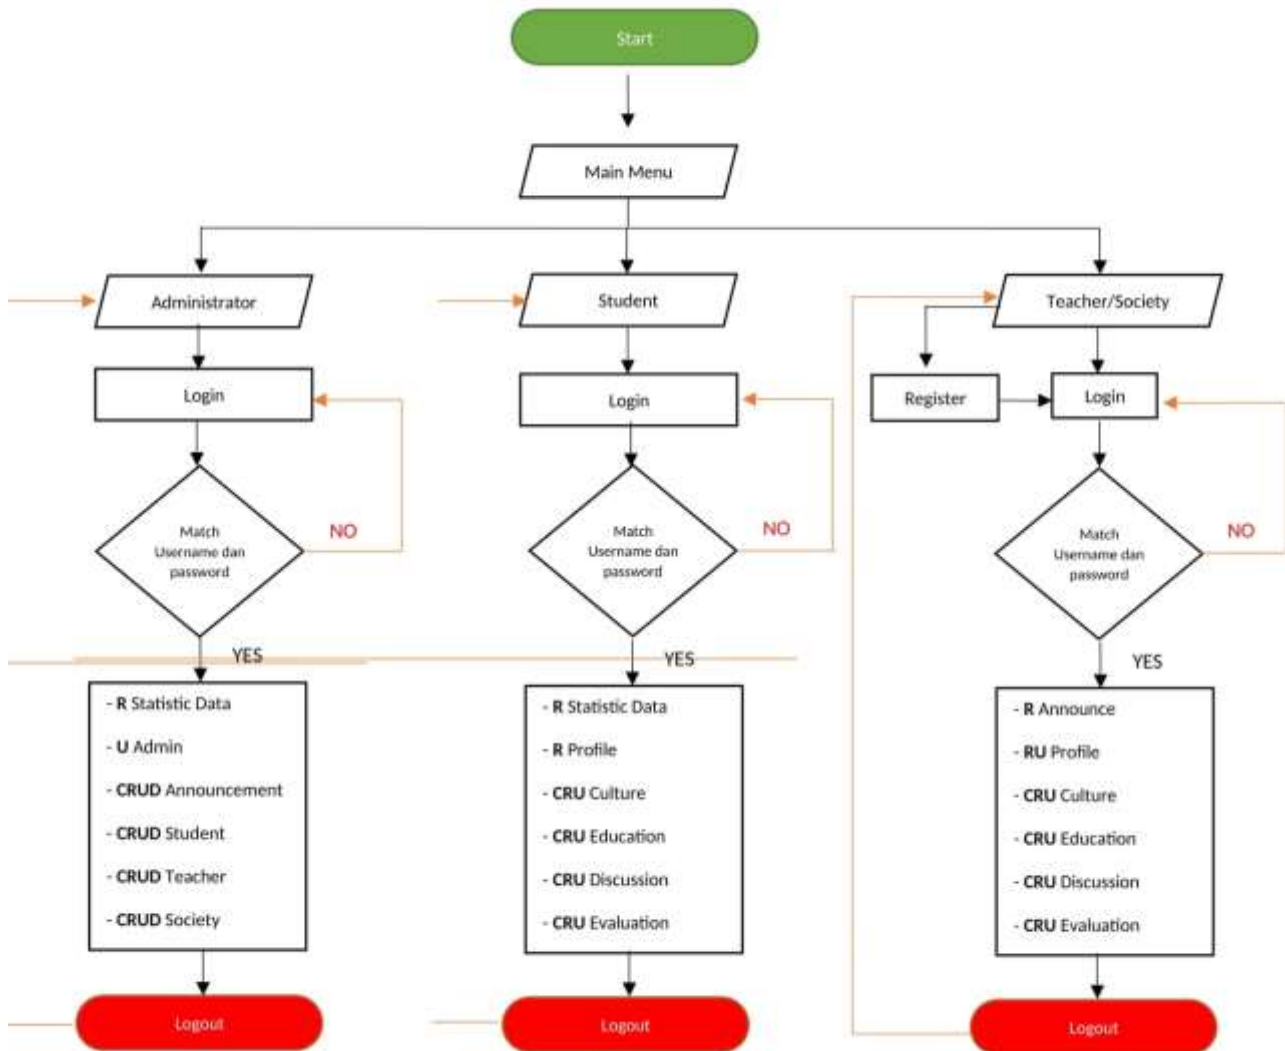 Start
Main Menu
Administrator
Student
Teacher/Society
Login
Login
Register
Login
Match
Username dan
password
NO
Match
Username dan
password
NO
Match
Username dan
password
NO
YES
YES
YES
- R Statistic Data
- U Admin
- CRUD Announcement
- CRUD Student
- CRUD Teacher
- CRUD Society
- R Statistic Data
- R Profile
- CRU Culture
- CRU Education
- CRU Discussion
- CRU Evaluation
- R Announce
- RU Profile
- CRU Culture
- CRU Education
- CRU Discussion
- CRU Evaluation
Logout
Logout
Logout